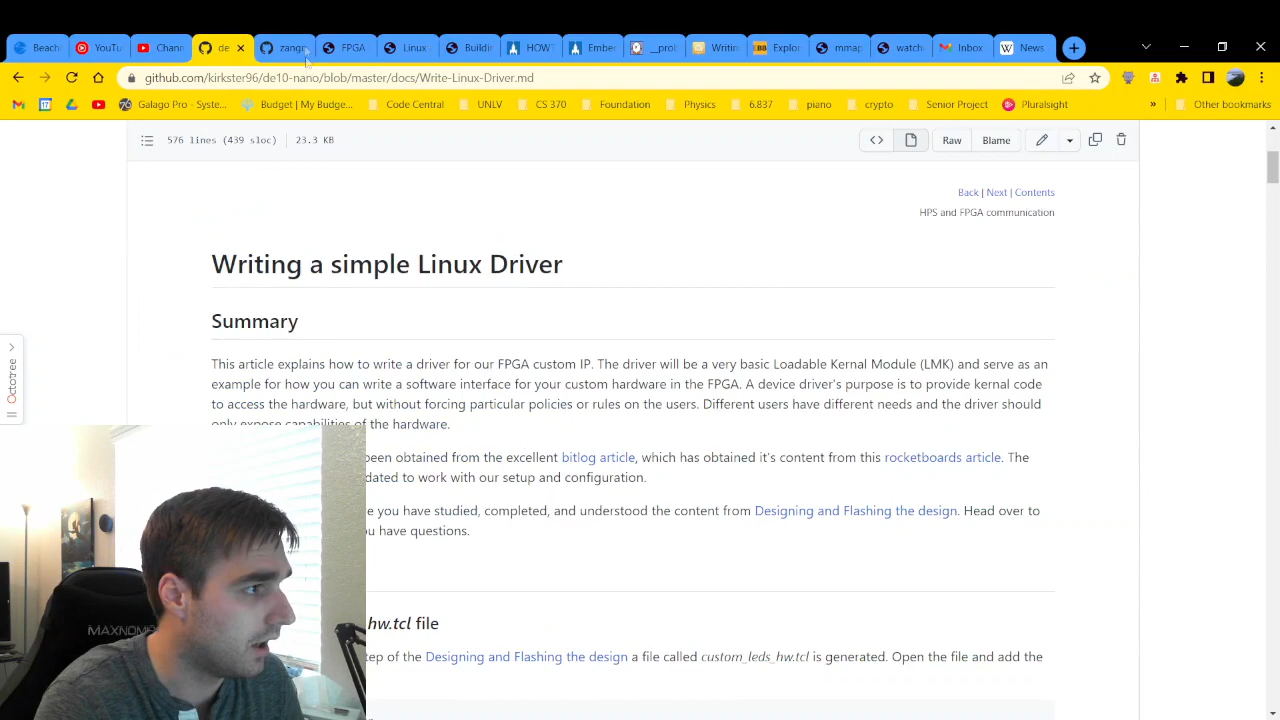 Beach
YouTu
Chann
de
zangr
FPGA
Linux
Buildin
HOWT
Embe
__prol
Writin
Explor
mmap
watch
Inbox
News
github.com/kirkster96/de10-nano/blob/master/docs/Write-Linux-Driver.md
Galago Pro - Syste...
Budget | My Budge...
Code Central
UNLV
CS 370
Foundation
Physics
6.837
piano
crypto
Senior Project
Pluralsight
»
Other bookmarks
576 lines (439 sloc) 23.3 KB
Raw
Blame
Back | Next | Contents
HPS and FPGA communication
Writing a simple Linux Driver
Summary
This article explains how to write a driver for our FPGA custom IP. The driver will be a very basic Loadable Kernal Module (LMK) and serve as an
example for how you can write a software interface for your custom hardware in the FPGA. A device driver's purpose is to provide kernal code
to access the hardware, but without forcing particular policies or rules on the users. Different users have different needs and the driver should
only expose capabilities of the hardware.
been obtained from the excellent bitlog article, which has obtained it's content from this rocketboards article. The
dated to work with our setup and configuration.
e you have studied, completed, and understood the content from Designing and Flashing the design. Head over to
ou have questions.
hw.tcl file
tep of the Designing and Flashing the design a file called custom_leds_hw.tcl is generated. Open the file and add the
Octotree
MAXNOM